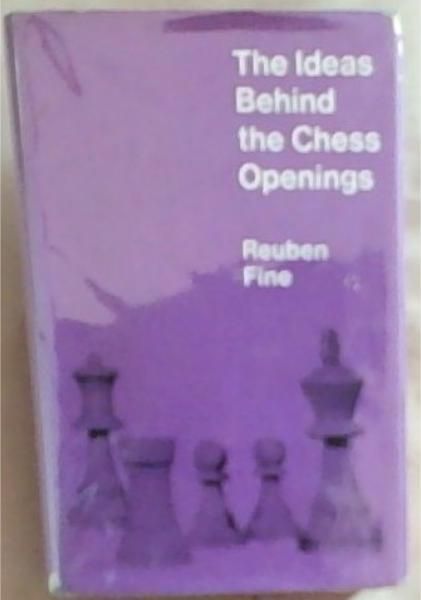 The Ideas
Behind
the Chess
Openings
Reuben
Fine